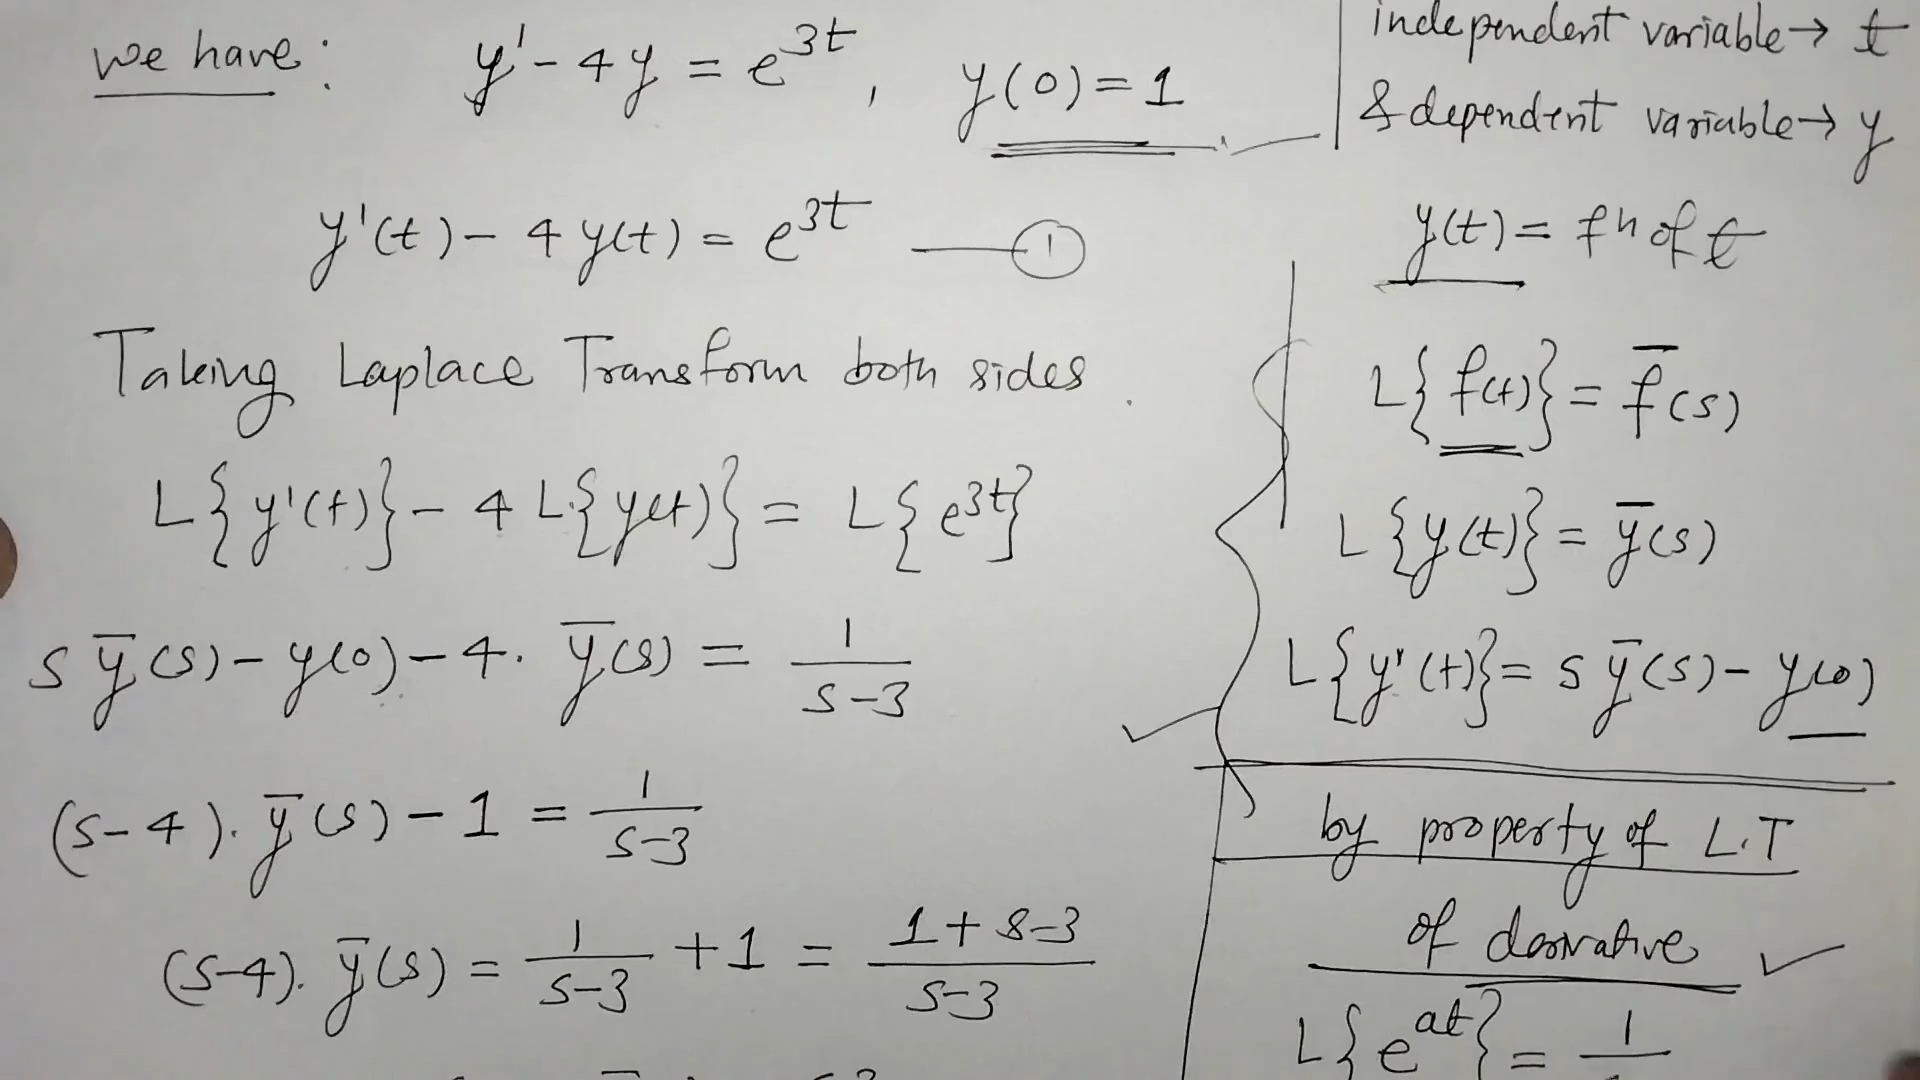 we have: y' - 4y = e^{3t}, y(0) = 1
y'(t) - 4y(t) = e^{3t} — ①
Taking Laplace Transform both sides.
L{y'(t)} - 4 L{y(t)} = L{e^{3t}}
s ȳ(s) - y(0) - 4. ȳ(s) = 1/(s-3)
(s-4). ȳ(s) - 1 = 1/(s-3)
(s-4). ȳ(s) = 1/(s-3) + 1 = (1+s-3)/(s-3)
independent variable → t
& dependent variable → y
y(t) = fn of t
L{f(t)} = f̄(s)
L{y(t)} = ȳ(s)
L{y'(t)} = s ȳ(s) - y(0)
by property of L.T
of derivative
L{e^{at}} = 1